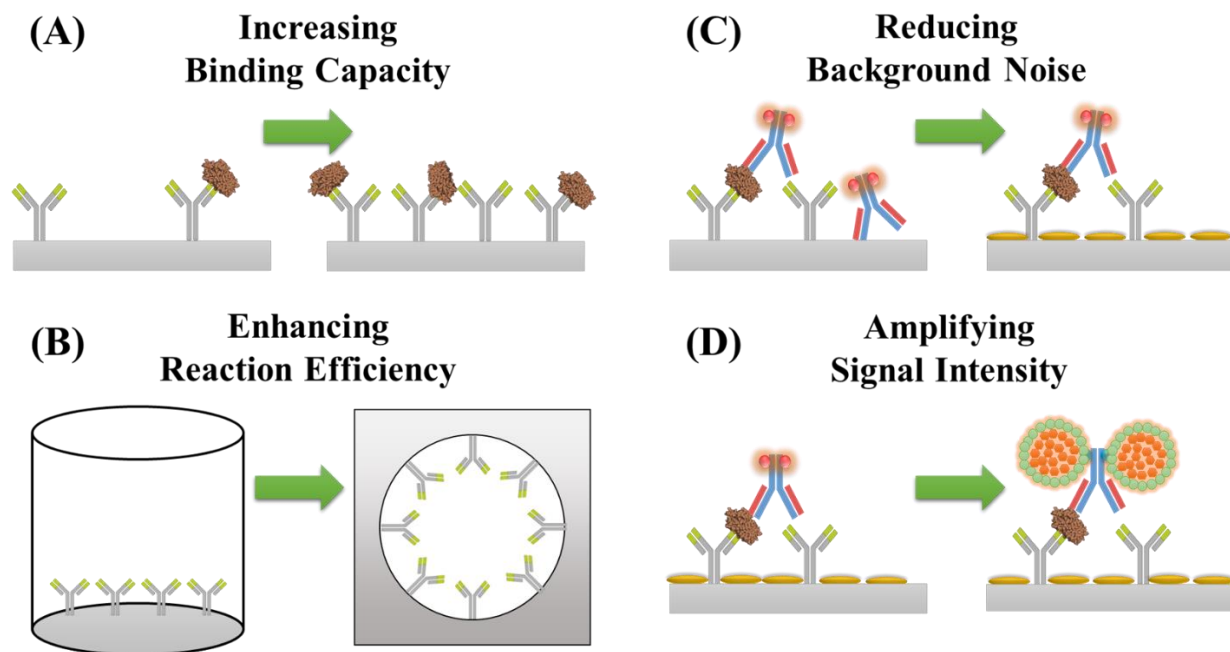 (A)
Increasing
Binding Capacity
(B)
Enhancing
Reaction Efficiency
(C)
Reducing
Background Noise
(D)
Amplifying
Signal Intensity